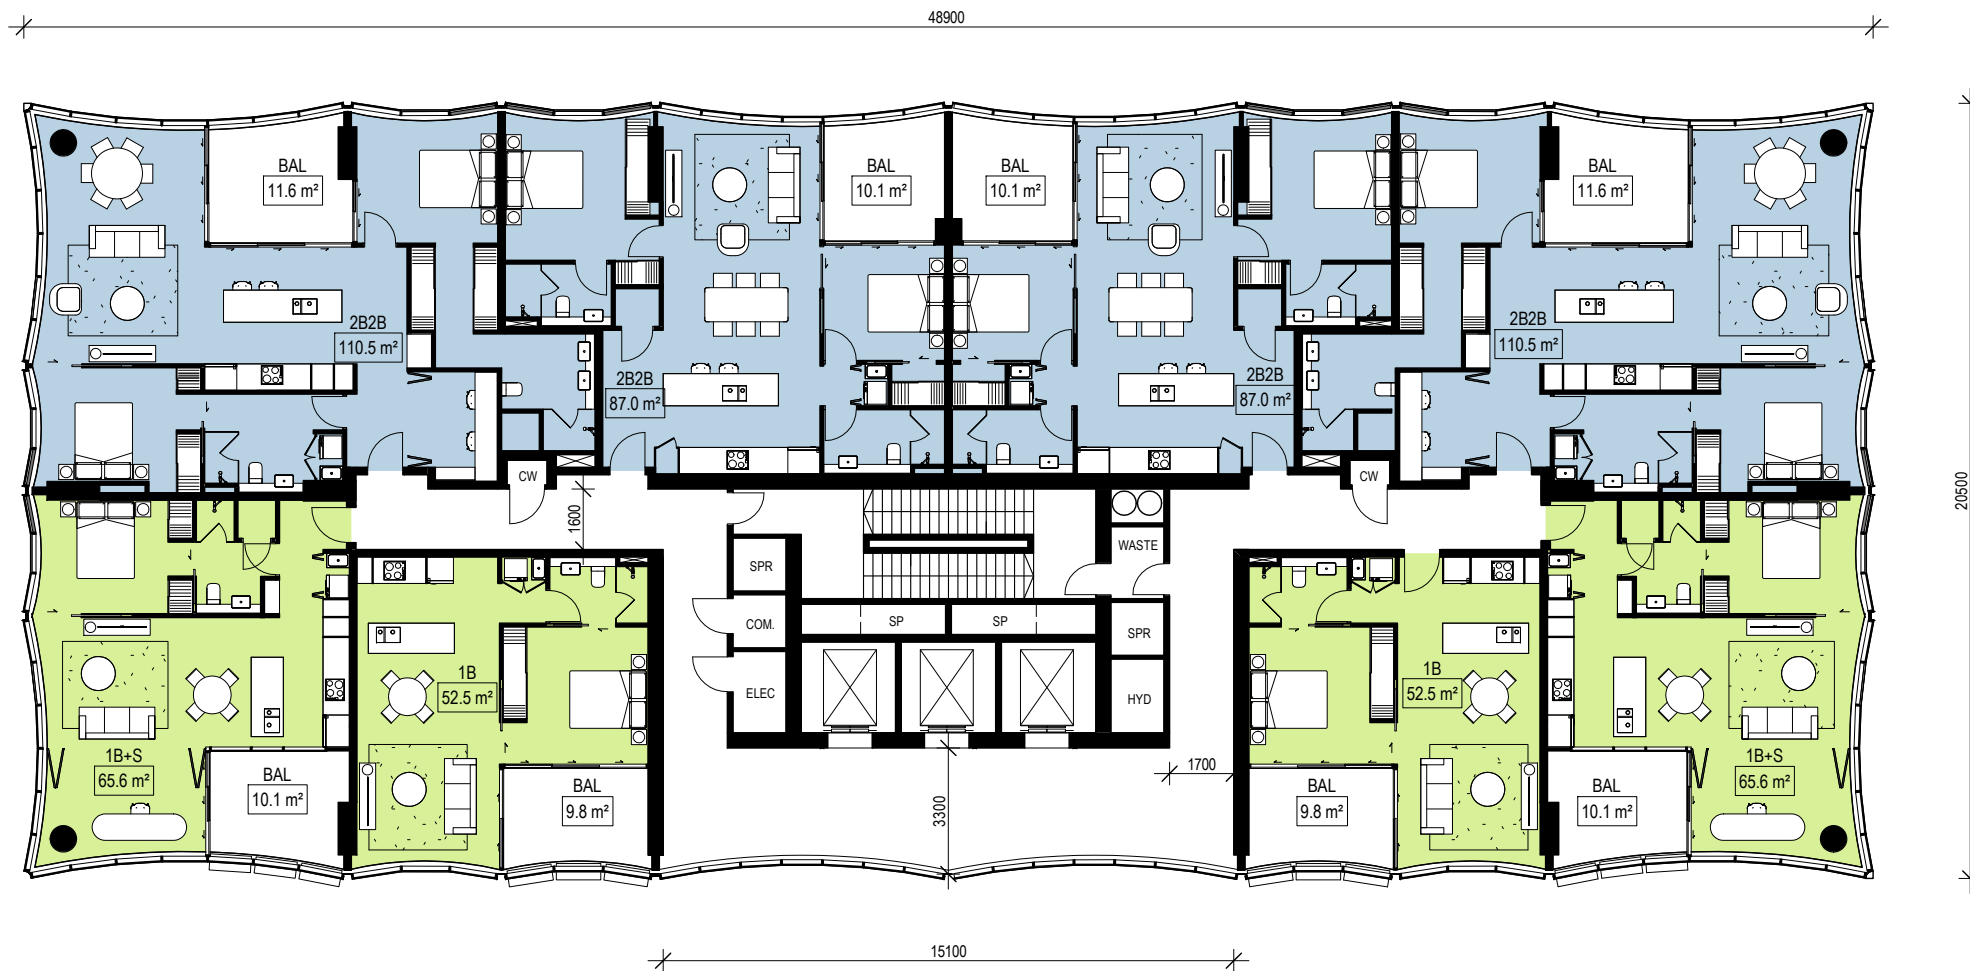 48900
BAL
11.6 m²
BAL
10.1 m²
BAL
10.1 m²
BAL
11.6 m²
2B2B
110.5 m²
2B2B
110.5 m²
2B2B
87.0 m²
2B2B
87.0 m²
CW
CW
20500
1600
WASTE
SPR
COM.
SP
SP
SPR
ELEC
HYD
1B
52.5 m²
1B
52.5 m²
1B+S
65.6 m²
BAL
10.1 m²
BAL
9.8 m²
3300
1700
BAL
9.8 m²
BAL
10.1 m²
1B+S
65.6 m²
15100